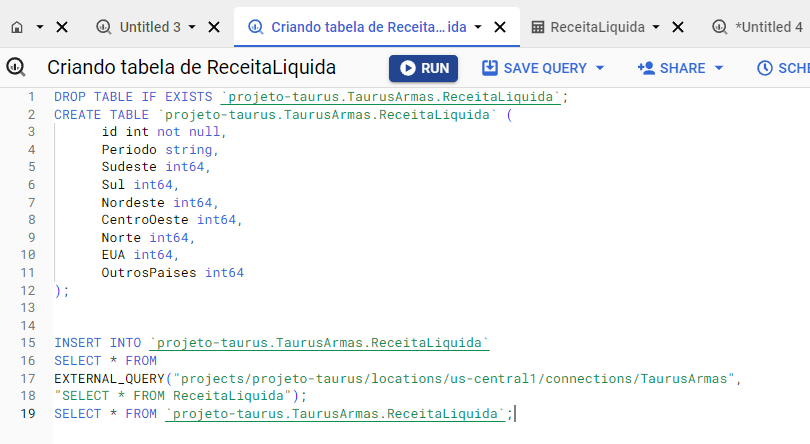 Untitled 3
Criando tabela de Receita... ida
ReceitaLiquida
*Untitled 4
Criando tabela de ReceitaLiquida
RUN
SAVE QUERY
SHARE
SCHE
1 DROP TABLE IF EXISTS `projeto-taurus.TaurusArmas.ReceitaLiquida`;
2 CREATE TABLE `projeto-taurus.TaurusArmas.ReceitaLiquida` (
3 id int not null,
4 Periodo string,
5 Sudeste int64,
6 Sul int64,
7 Nordeste int64,
8 CentroOeste int64,
9 Norte int64,
10 EUA int64,
11 OutrosPaises int64
12 );
13
14
15 INSERT INTO `projeto-taurus.TaurusArmas.ReceitaLiquida`
16 SELECT * FROM
17 EXTERNAL_QUERY("projects/projeto-taurus/locations/us-central1/connections/TaurusArmas",
18 "SELECT * FROM ReceitaLiquida");
19 SELECT * FROM `projeto-taurus.TaurusArmas.ReceitaLiquida`;